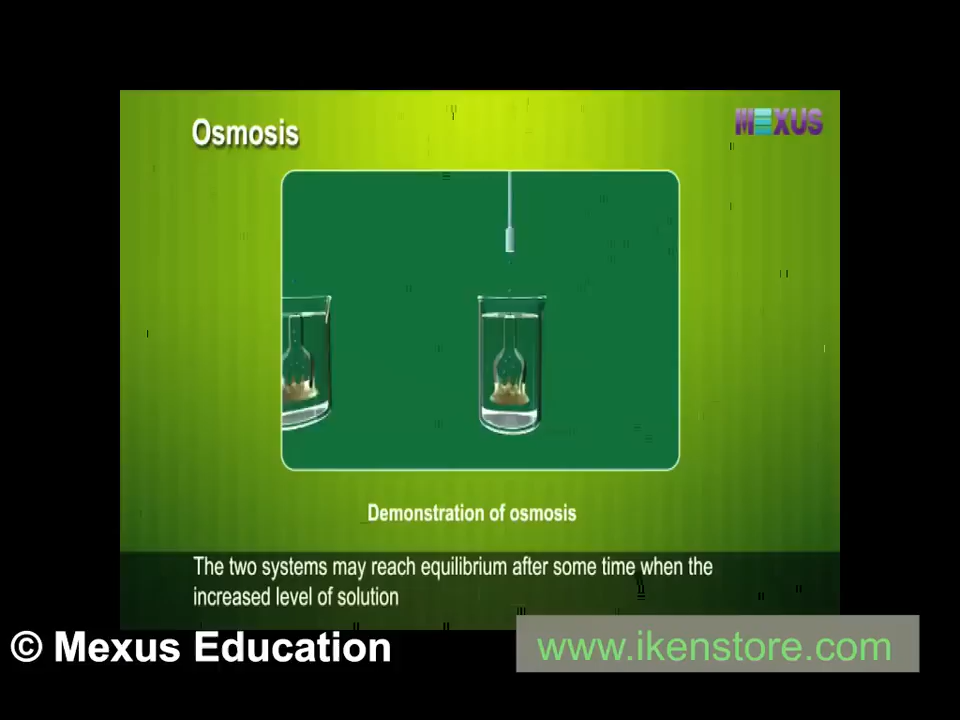 Osmosis
MEXUS
Demonstration of osmosis
The two systems may reach equilibrium after some time when the
increased level of solution
© Mexus Education
www.ikenstore.com